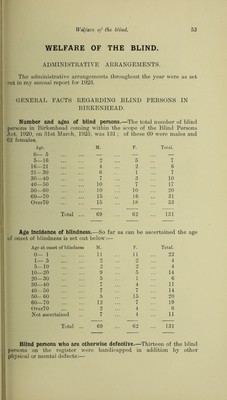 Welfare of the blind. 53
WELFARE OF THE BLIND.
ADMINISTRATIVE ARRANGEMENTS.
The administrative arrangements throughout the year were as set
out in my annual report for 1923.
GENERAL FACTS REGARDING BLIND PERSONS IN
BIRKENHEAD.
Number and ages of blind persons.—The total number of blind
persons in Birkenhead coming within the scope of the Blind Persons
Act, 1920, on 31st March, 1925, was 131; of these 69 were males and
62 females.
Age. M. F. Total.
0— 5 ... — ... — ... —
5—16 ... 2 ... 5 ... 7
16—21 ... 4 ... 2 ... 6
21—30 ... 6 ... 1 ... 7
30—40 ... 7 ... 3 ... 10
40—50 ... 10 ... 7 ... 17
50—60 ... 10 ... 10 ... 20
60—70 ... 15 ... 16 ... 31
Over 70 ... 15 ... 18 ... 33
Total ... 69 ... 62 ... 131
Age incidence of blindness.—So far as can be ascertained the age
of onset of blindness is set out below:—
Age at onset of blindness M. F. Total.
0— 1 ... 11 ... 11 ... 22
1— 5 ... 2 ... 2 ... 4
5—10 ... 2 ... 2 ... 4
10—20 ... 9 ... 5 ... 14
20—30 ... 5 ... 1 ... 6
30—40 ... 7 ... 4 ... 11
40—50 ... 7 ... 7 ... 14
50—60 ... 5 ... 15 ... 20
60—70 ... 12 ... 7 ... 19
Over 70 ... 2 ... 4 ... 6
Not ascertained ... 7 ... 4 ... 11
Total ... 69 ... 62 ... 131
Blind persons who are otherwise defective.—Thirteen of the blind
persons on the register were handicapped in addition by other
physical or mental defects:—